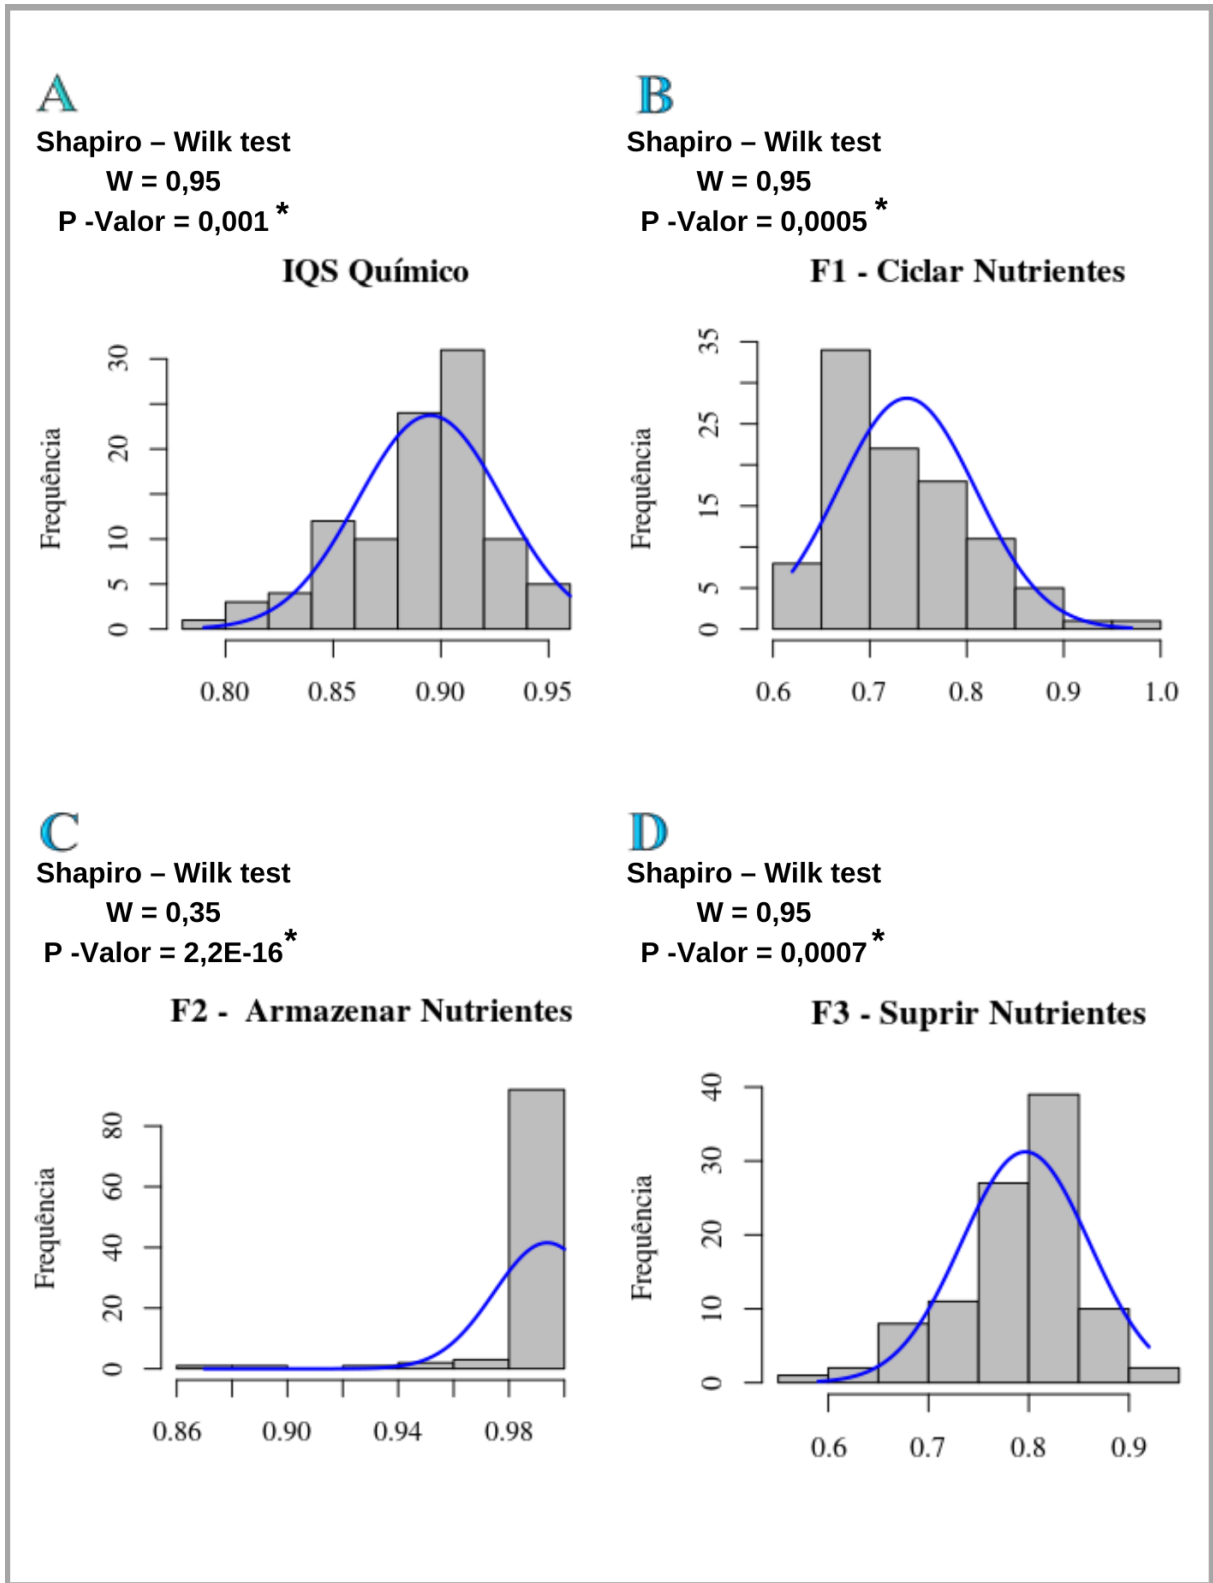 A
Shapiro – Wilk test
W = 0,95
P -Valor = 0,001 *
IQS Químico
Frequência
30
20
10
5
0
0.80 0.85 0.90 0.95
B
Shapiro – Wilk test
W = 0,95
P -Valor = 0,0005 *
F1 - Ciclar Nutrientes
Frequência
35
25
15
5
0
0.6 0.7 0.8 0.9 1.0
C
Shapiro – Wilk test
W = 0,35
P -Valor = 2,2E-16*
F2 - Armazenar Nutrientes
Frequência
80
60
40
20
0
0.86 0.90 0.94 0.98
D
Shapiro – Wilk test
W = 0,95
P -Valor = 0,0007 *
F3 - Suprir Nutrientes
Frequência
40
30
20
10
0
0.6 0.7 0.8 0.9